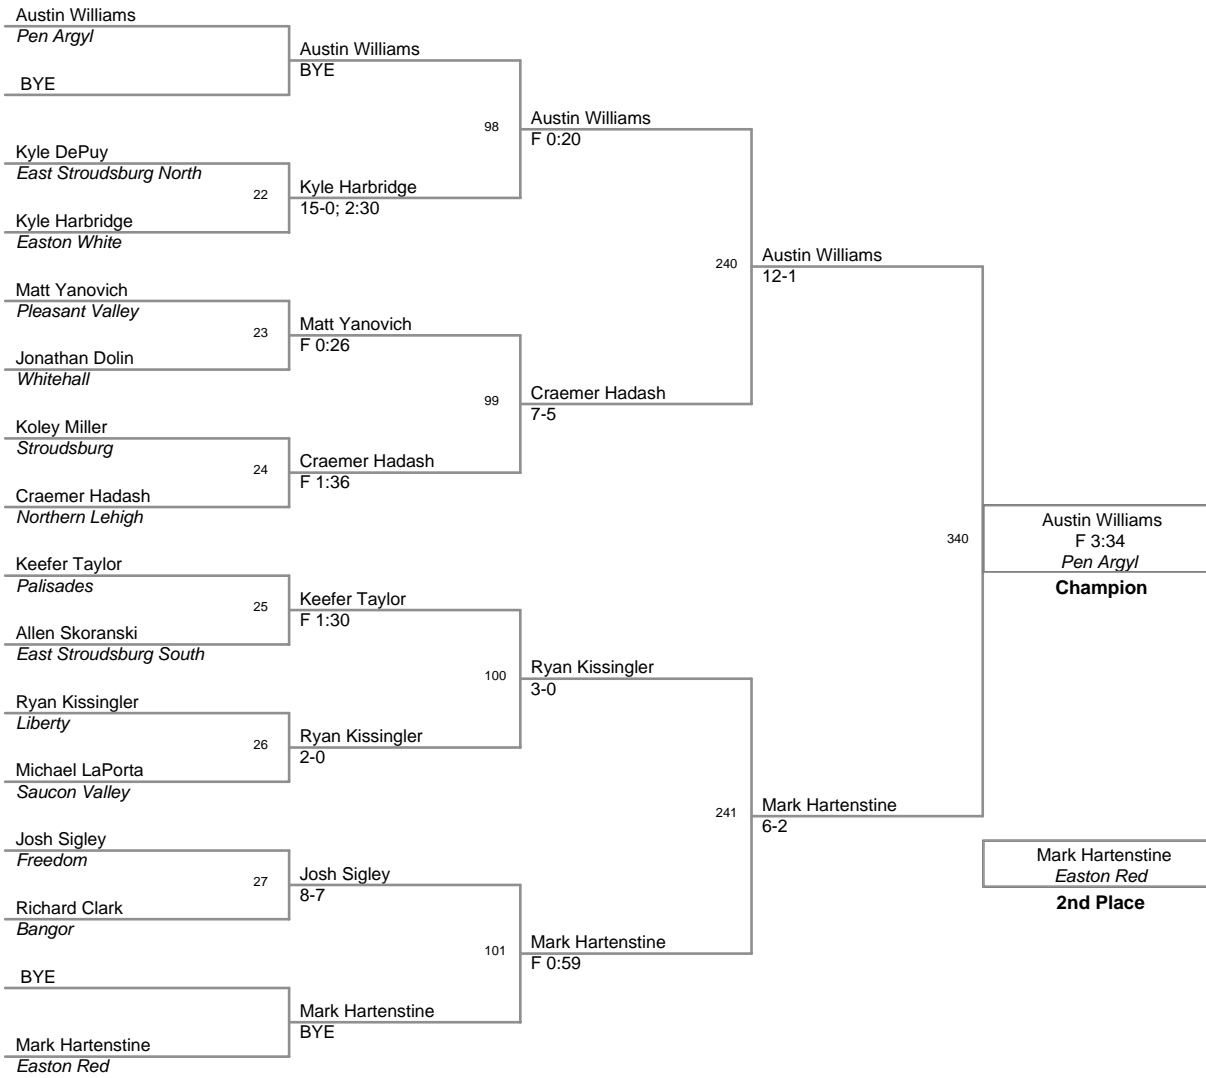 Austin Williams
Pen Argyl
BYE
Kyle DePuy
East Stroudsburg North
22
Kyle Harbridge
Easton White
Matt Yanovich
Pleasant Valley
23
Jonathan Dolin
Whitehall
Koley Miller
Stroudsburg
24
Craemer Hadash
Northern Lehigh
Keefer Taylor
Palisades
25
Allen Skoranski
East Stroudsburg South
Ryan Kissingler
Liberty
26
Michael LaPorta
Saucon Valley
Josh Sigley
Freedom
27
Richard Clark
Bangor
BYE
Mark Hartenstine
Easton Red
Austin Williams
BYE
98
Kyle Harbridge
15-0; 2:30
Matt Yanovich
F 0:26
99
Craemer Hadash
F 1:36
Keefer Taylor
F 1:30
100
Ryan Kissingler
2-0
Josh Sigley
8-7
101
Mark Hartenstine
BYE
Austin Williams
F 0:20
240
Craemer Hadash
7-5
Ryan Kissingler
3-0
241
Mark Hartenstine
F 0:59
Austin Williams
12-1
340
Mark Hartenstine
6-2
Austin Williams
F 3:34
Pen Argyl
Champion
Mark Hartenstine
Easton Red
2nd Place